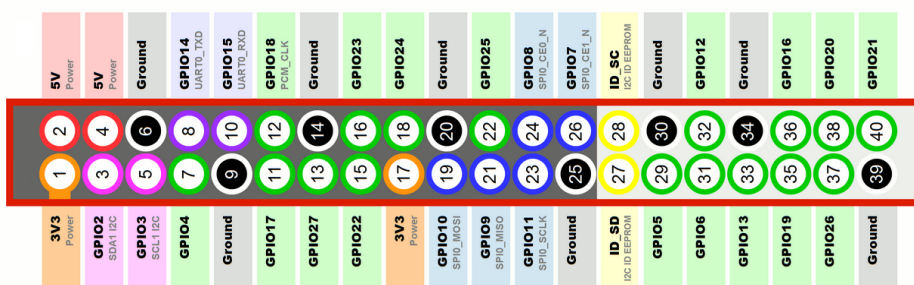 5V
Power
5V
Power
Ground
GPIO14
UART0_TXD
GPIO15
UART0_RXD
GPIO18
PCM_CLK
Ground
GPIO23
GPIO24
Ground
GPIO25
GPIO8
SPI0_CE0_N
GPIO7
SPI0_CE1_N
ID_SC
I2C ID EEPROM
Ground
GPIO12
Ground
GPIO16
GPIO20
GPIO21
2 4 6 8 10 12 14 16 18 20 22 24 26 28 30 32 34 36 38 40
1 3 5 7 9 11 13 15 17 19 21 23 25 27 29 31 33 35 37 39
3V3
Power
GPIO2
SDA1 I2C
GPIO3
SCL1 I2C
GPIO4
Ground
GPIO17
GPIO27
GPIO22
3V3
Power
GPIO10
SPI0_MOSI
GPIO9
SPI0_MISO
GPIO11
SPI0_SCLK
Ground
ID_SD
I2C ID EEPROM
GPIO5
GPIO6
GPIO13
GPIO19
GPIO26
Ground